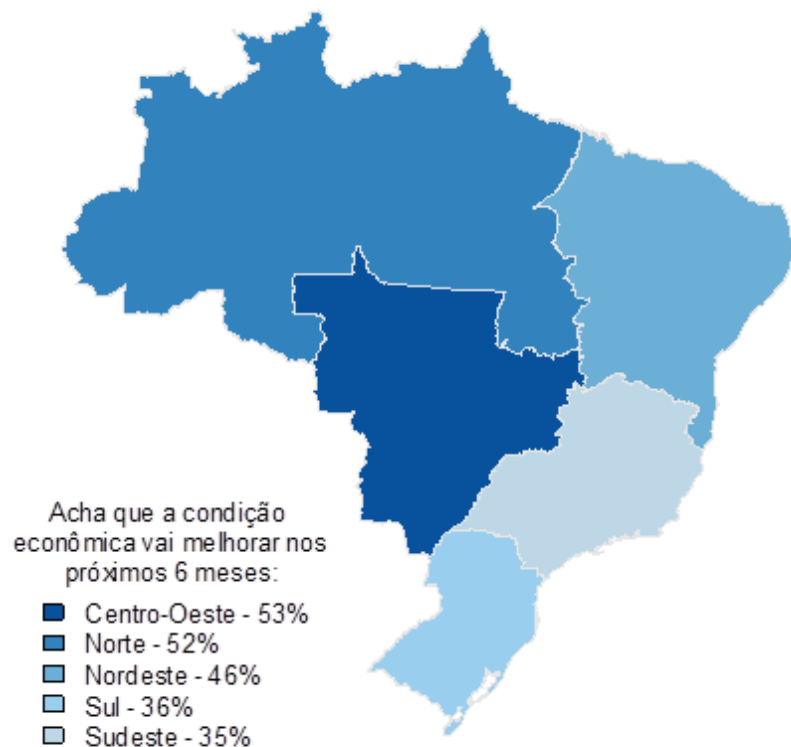 Acha que a condição
econômica vai melhorar nos
próximos 6 meses:
Centro-Oeste - 53%
Norte - 52%
Nordeste - 46%
Sul - 36%
Sudeste - 35%